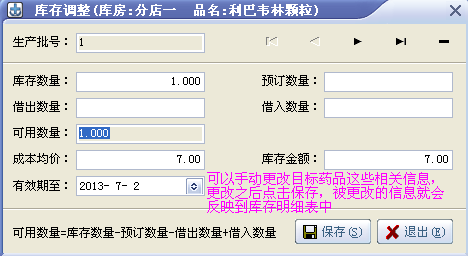 库存调整(库房:分店一 品名:利巴韦林颗粒)
生产批号： 1
库存数量： 1.000 预订数量：
借出数量： 借入数量：
可用数量： 1.000
成本均价： 7.00 库存金额： 7.00
有效期至： 2013- 7- 2
可以手动更改目标药品这些相关信息，
更改之后点击保存，被更改的信息就会
反映到库存明细表中
可用数量=库存数量-预订数量-借出数量+借入数量 保存(S) 退出(E)